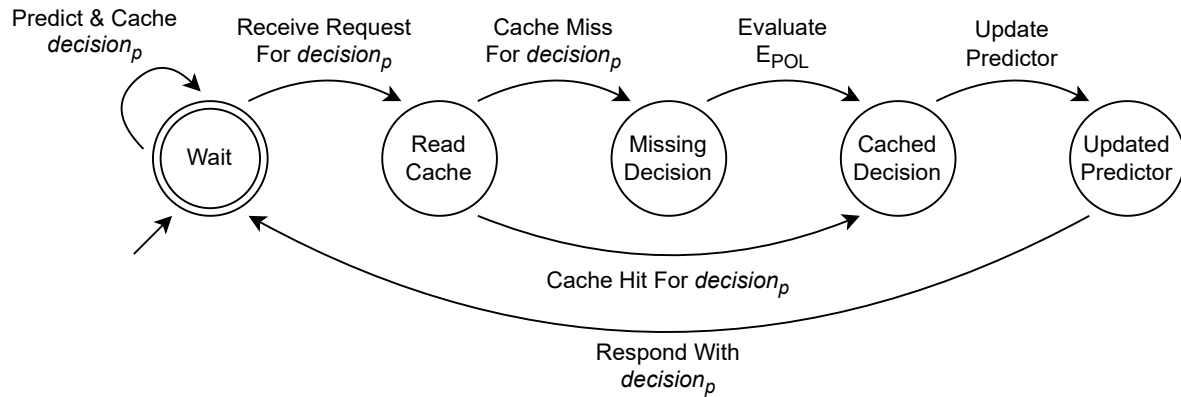 Predict & Cache
decision_p
Receive Request
For decision_p
Cache Miss
For decision_p
Evaluate
E_POL
Update
Predictor
Wait
Read
Cache
Missing
Decision
Cached
Decision
Updated
Predictor
Cache Hit For decision_p
Respond With
decision_p